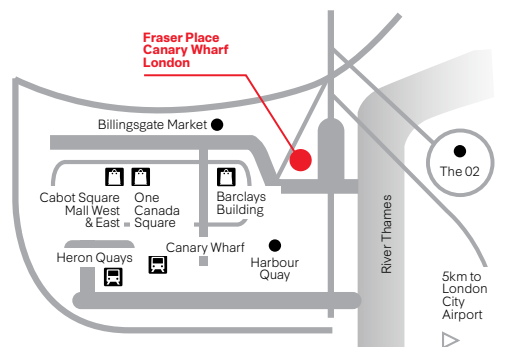 Fraser Place
Canary Wharf
London
Billingsgate Market
The 02
Cabot Square
Mall West
& East
One
Canada
Square
Barclays
Building
River Thames
Canary Wharf
Heron Quays
Harbour
Quay
5km to
London
City
Airport